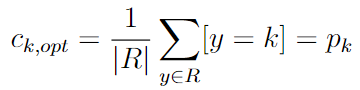 $c_{k,opt} = \frac{1}{|R|} \sum_{y \in R} [y = k] = p_k$